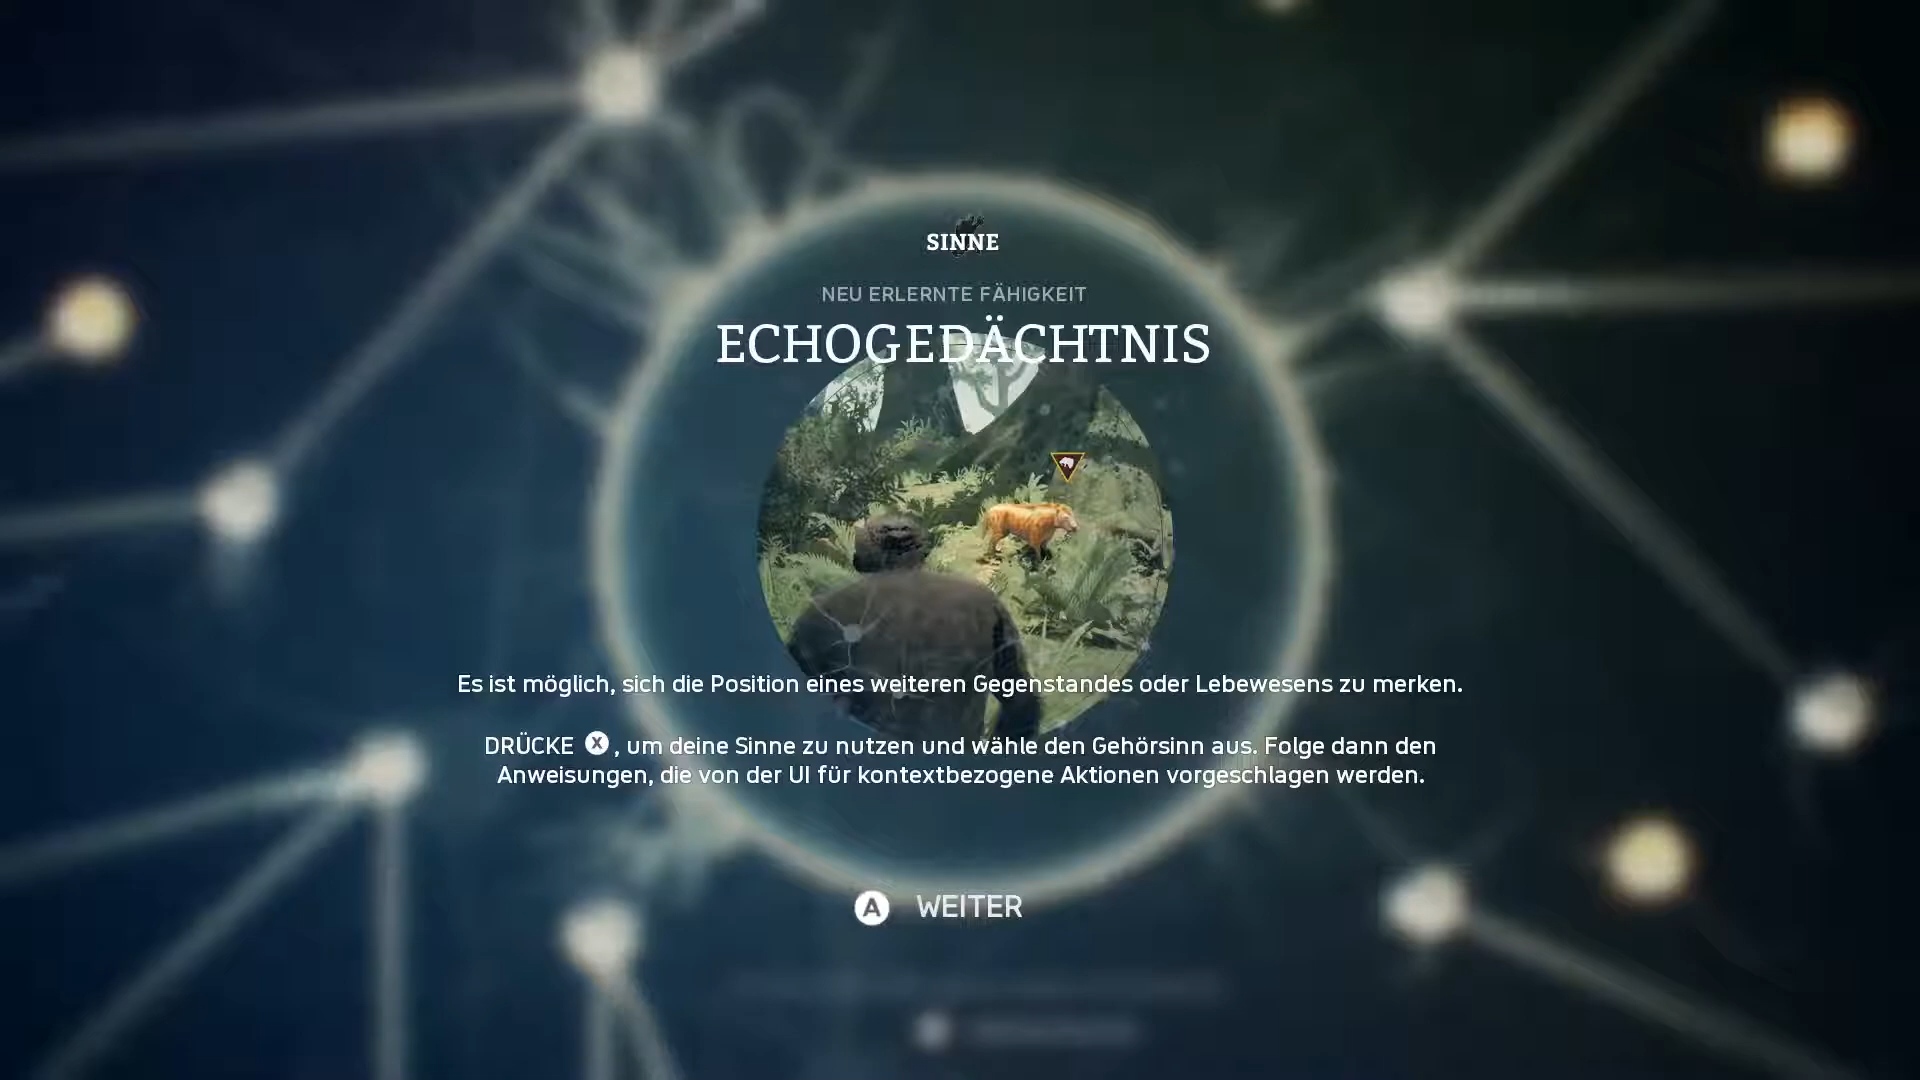 SINNE
NEU ERLERNTE FÄHIGKEIT
ECHOGEDÄCHTNIS
Es ist möglich, sich die Position eines weiteren Gegenstandes oder Lebewesens zu merken.
DRÜCKE X, um deine Sinne zu nutzen und wähle den Gehörsinn aus. Folge dann den
Anweisungen, die von der UI für kontextbezogene Aktionen vorgeschlagen werden.
A WEITER